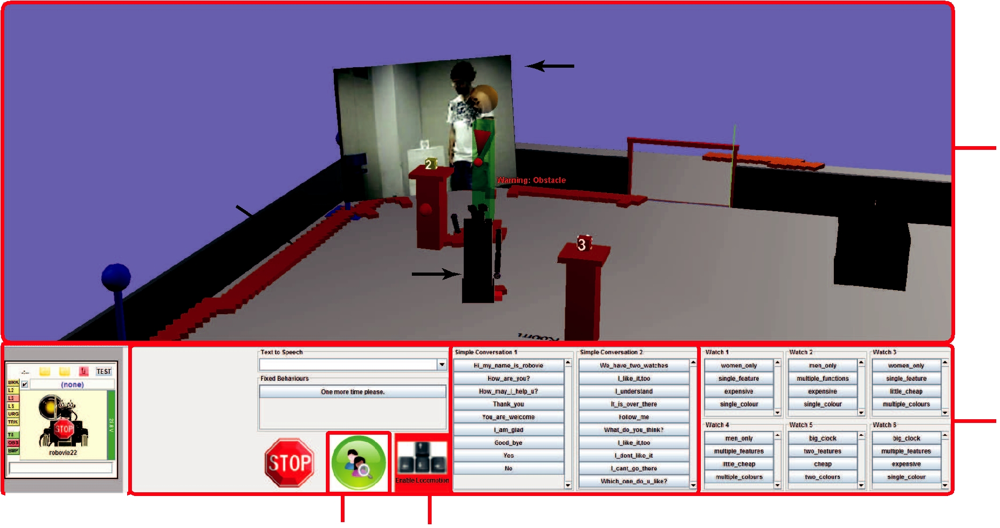 2
Warning: Obstacle
3
Room
-:--
TEST
BRK
(none)
L2
L3
L$
URG
TRK
STOP
25.8 V
TS
OBS
BMP
robovie22
Text to Speech
Fixed Behaviours
One more time please.
STOP
Enable Locomotion
Simple Conversation 1
Hi_my_name_is_robovie
How_are_you?
How_may_I_help_u?
Thank_you
You_are_welcome
I_am_glad
Good_bye
Yes
No
Simple Conversation 2
We_have_two_watches
I_like_it,too
I_understand
It_is_over_there
Follow_me
What_do_you_think?
I_like_it,too
I_dont_like_it
I_cant_go_there
Which_one_do_u_like?
Watch 1
women_only
single_feature
expensive
single_colour
Watch 2
men_only
multiple_functions
expensive
single_colour
Watch 3
women_only
single_feature
little_cheap
multiple_colours
Watch 4
men_only
multiple_features
little_cheap
multiple_colours
Watch 5
big_clock
two_features
cheap
two_colours
Watch 6
big_clock
multiple_features
expensive
single_colour